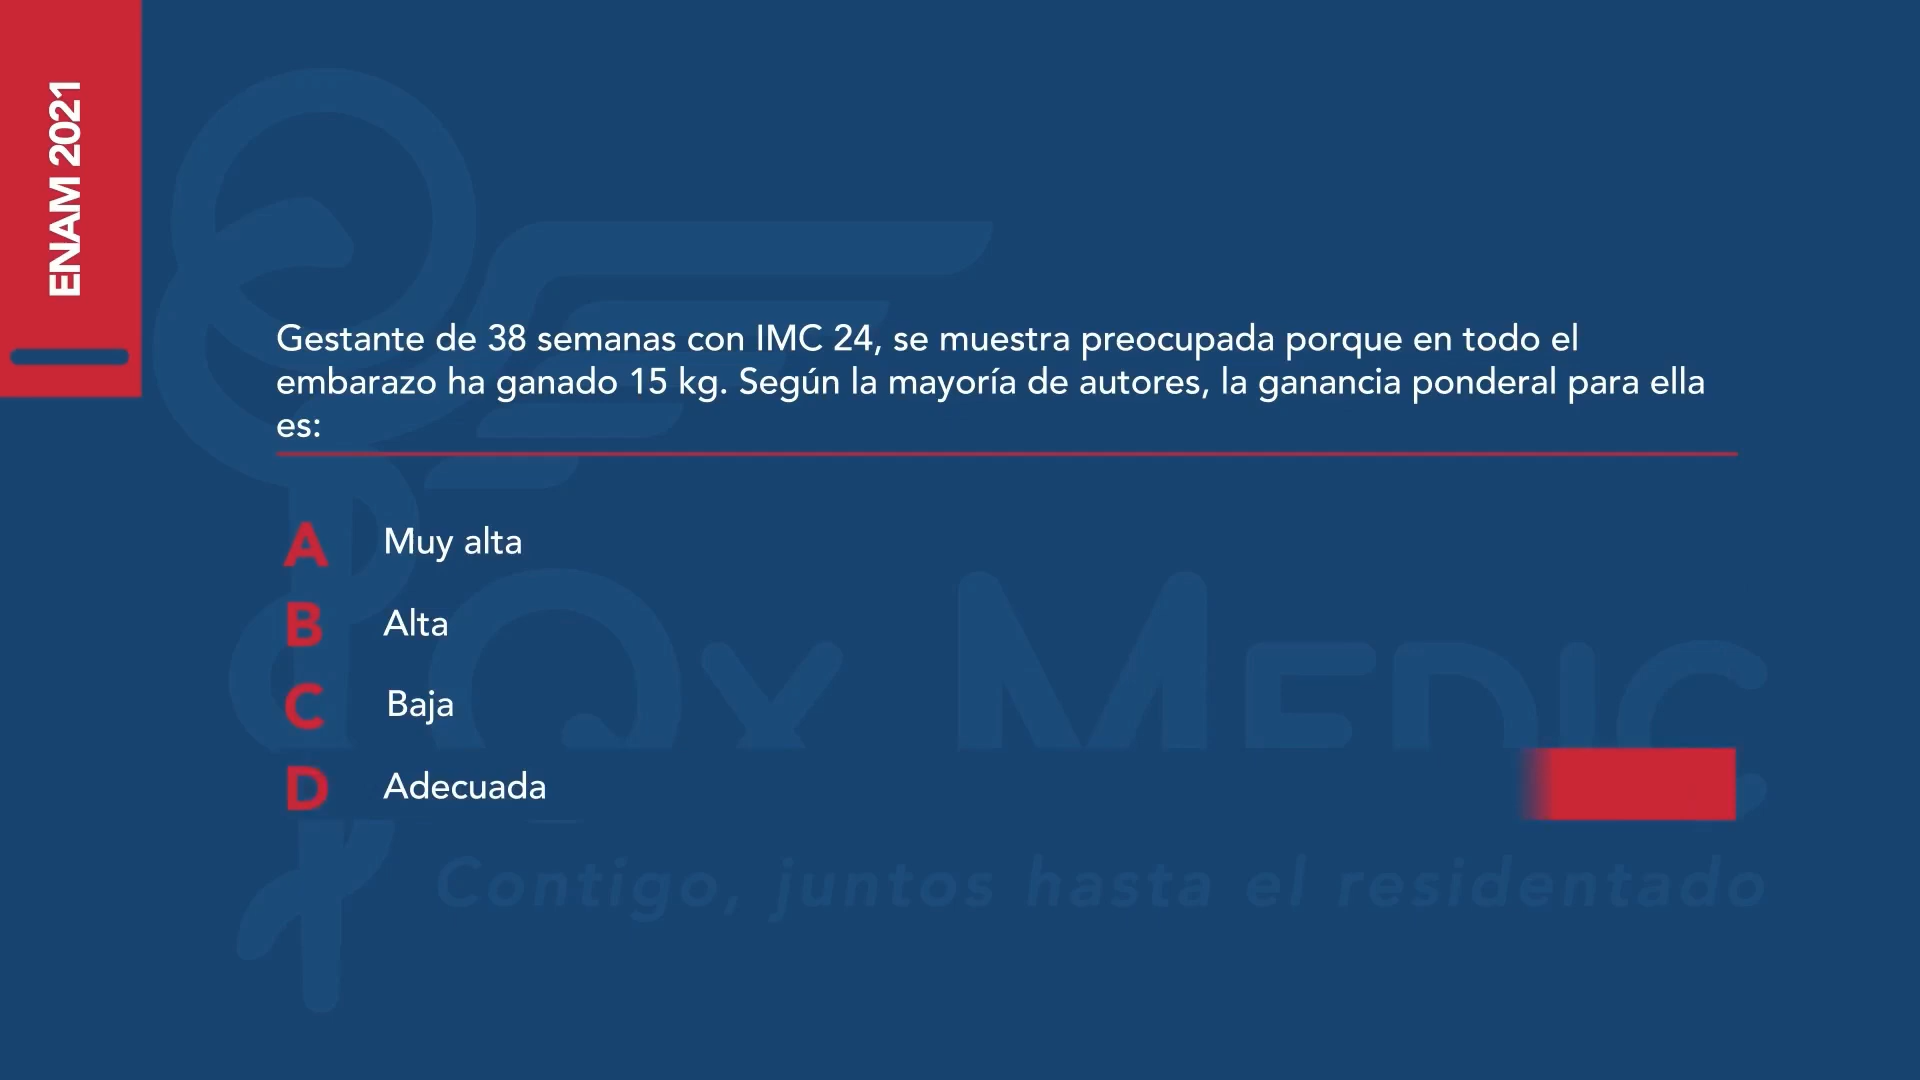 ENAM 2021
Gestante de 38 semanas con IMC 24, se muestra preocupada porque en todo el
embarazo ha ganado 15 kg. Según la mayoría de autores, la ganancia ponderal para ella
es:
A Muy alta
B Alta
C Baja
D Adecuada
Qx MEDIC
Contigo, juntos hasta el residentado